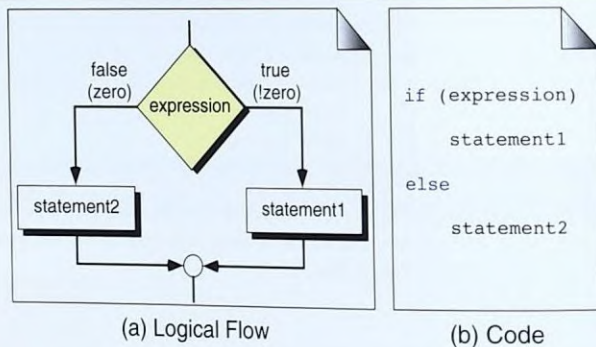 false
(zero)
true
(!zero)
expression
statement2
statement1
(a) Logical Flow
if (expression)
statement1
else
statement2
(b) Code